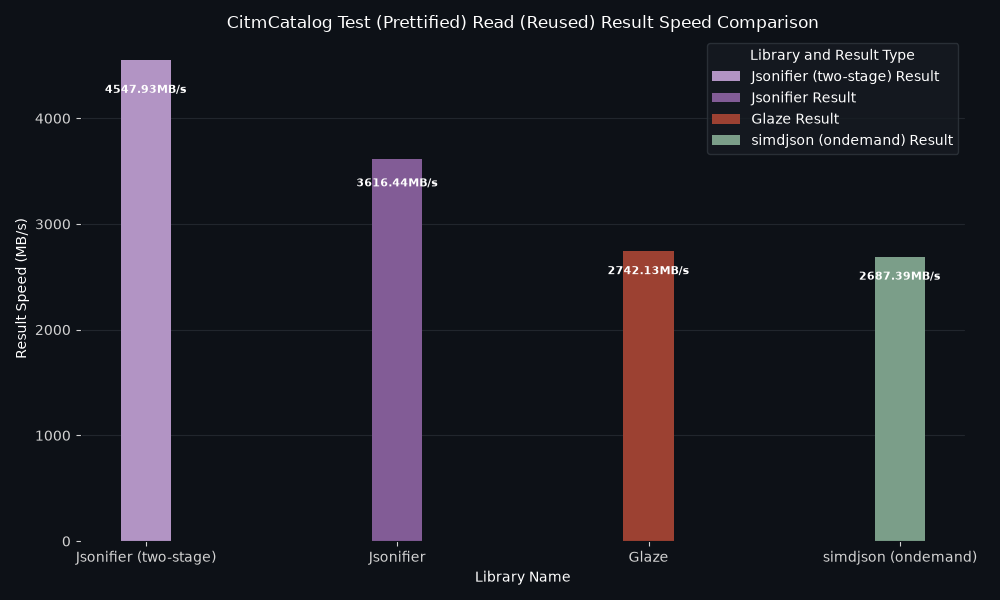 CitmCatalog Test (Prettified) Read (Reused) Result Speed Comparison
Library and Result Type
Jsonifier (two-stage) Result
Jsonifier Result
Glaze Result
simdjson (ondemand) Result
4547.93MB/s
3616.44MB/s
2742.13MB/s
2687.39MB/s
Result Speed (MB/s)
4000
3000
2000
1000
0
Jsonifier (two-stage)
Jsonifier
Glaze
simdjson (ondemand)
Library Name